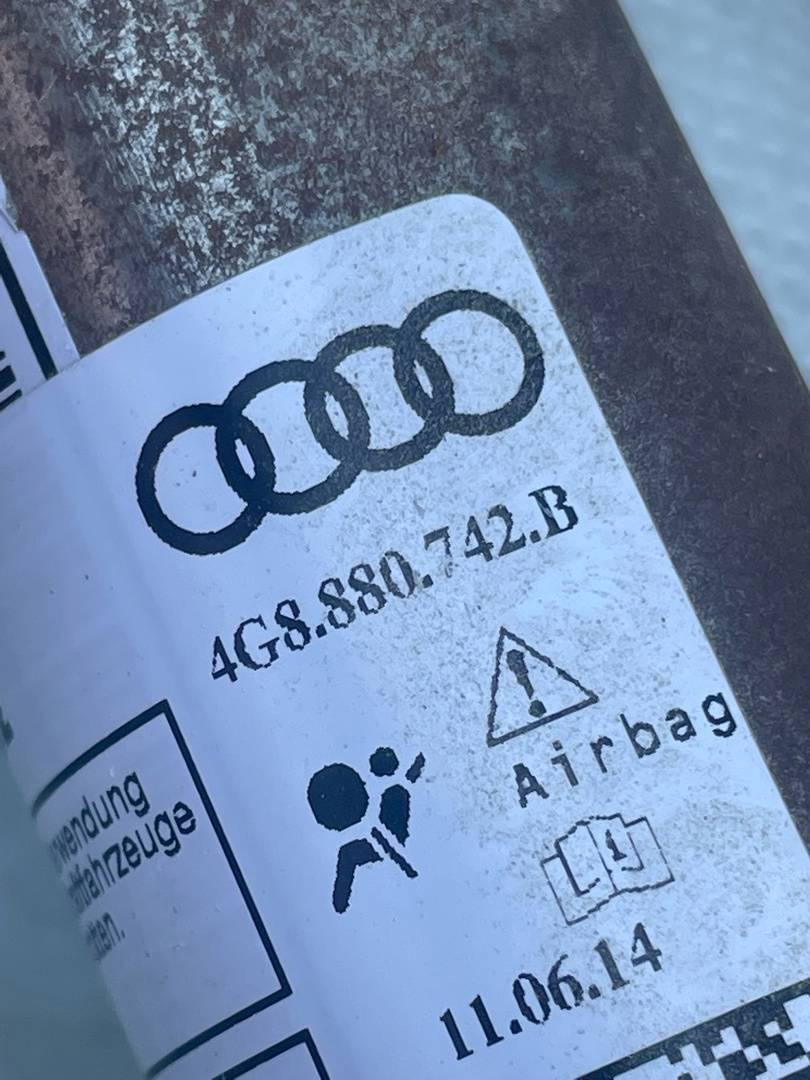 4G8.880.742.B
Airbag
wendung
fahrzeuge
11.06.14